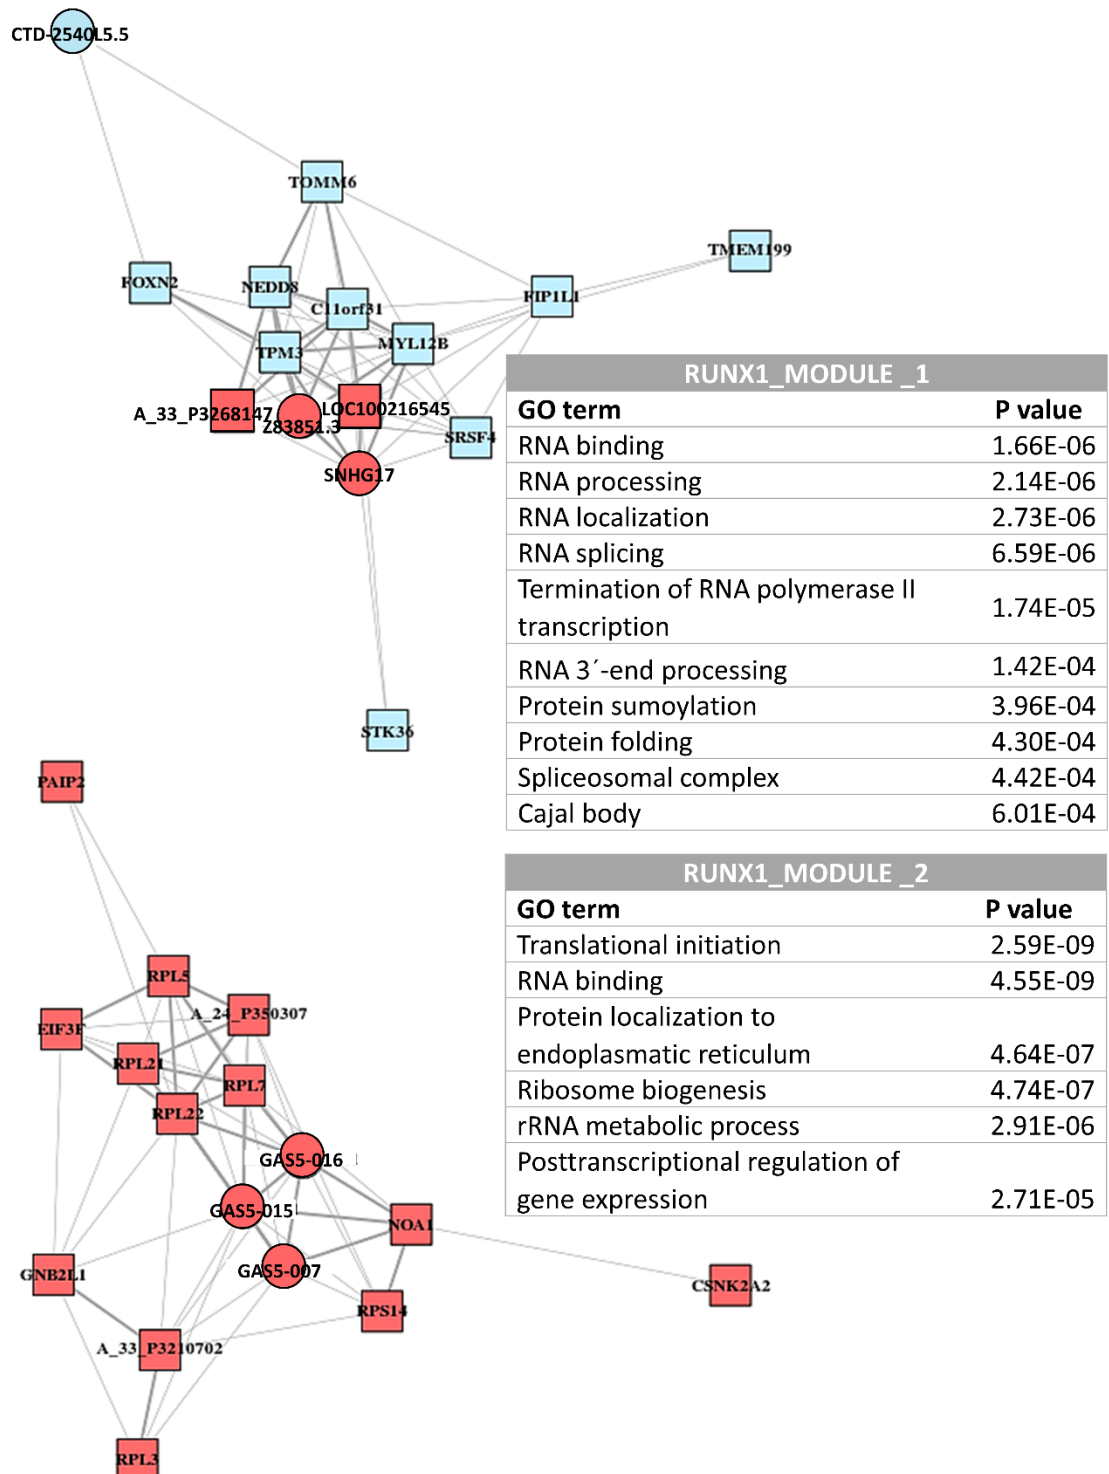 CTD-2540L5.5
TOMM6
TMEM199
FOXN2
NEDD8
FIP1L1
C11orf31
MYL12B
TPM3
A_33_P3268147
LOC100216545
Z83851.3
SRSF4
SNHG17
STK36
RUNX1_MODULE _1
GO term P value
RNA binding 1.66E-06
RNA processing 2.14E-06
RNA localization 2.73E-06
RNA splicing 6.59E-06
Termination of RNA polymerase II
transcription 1.74E-05
RNA 3´-end processing 1.42E-04
Protein sumoylation 3.96E-04
Protein folding 4.30E-04
Spliceosomal complex 4.42E-04
Cajal body 6.01E-04
PAIP2
RPL5
A_24_P350307
EIF3F
RPL21
RPL7
RPL22
GAS5-016
GAS5-015
NOA1
GAS5-007
GNB2L1
CSNK2A2
RPS14
A_33_P3210702
RPL3
RUNX1_MODULE _2
GO term P value
Translational initiation 2.59E-09
RNA binding 4.55E-09
Protein localization to
endoplasmatic reticulum 4.64E-07
Ribosome biogenesis 4.74E-07
rRNA metabolic process 2.91E-06
Posttranscriptional regulation of
gene expression 2.71E-05